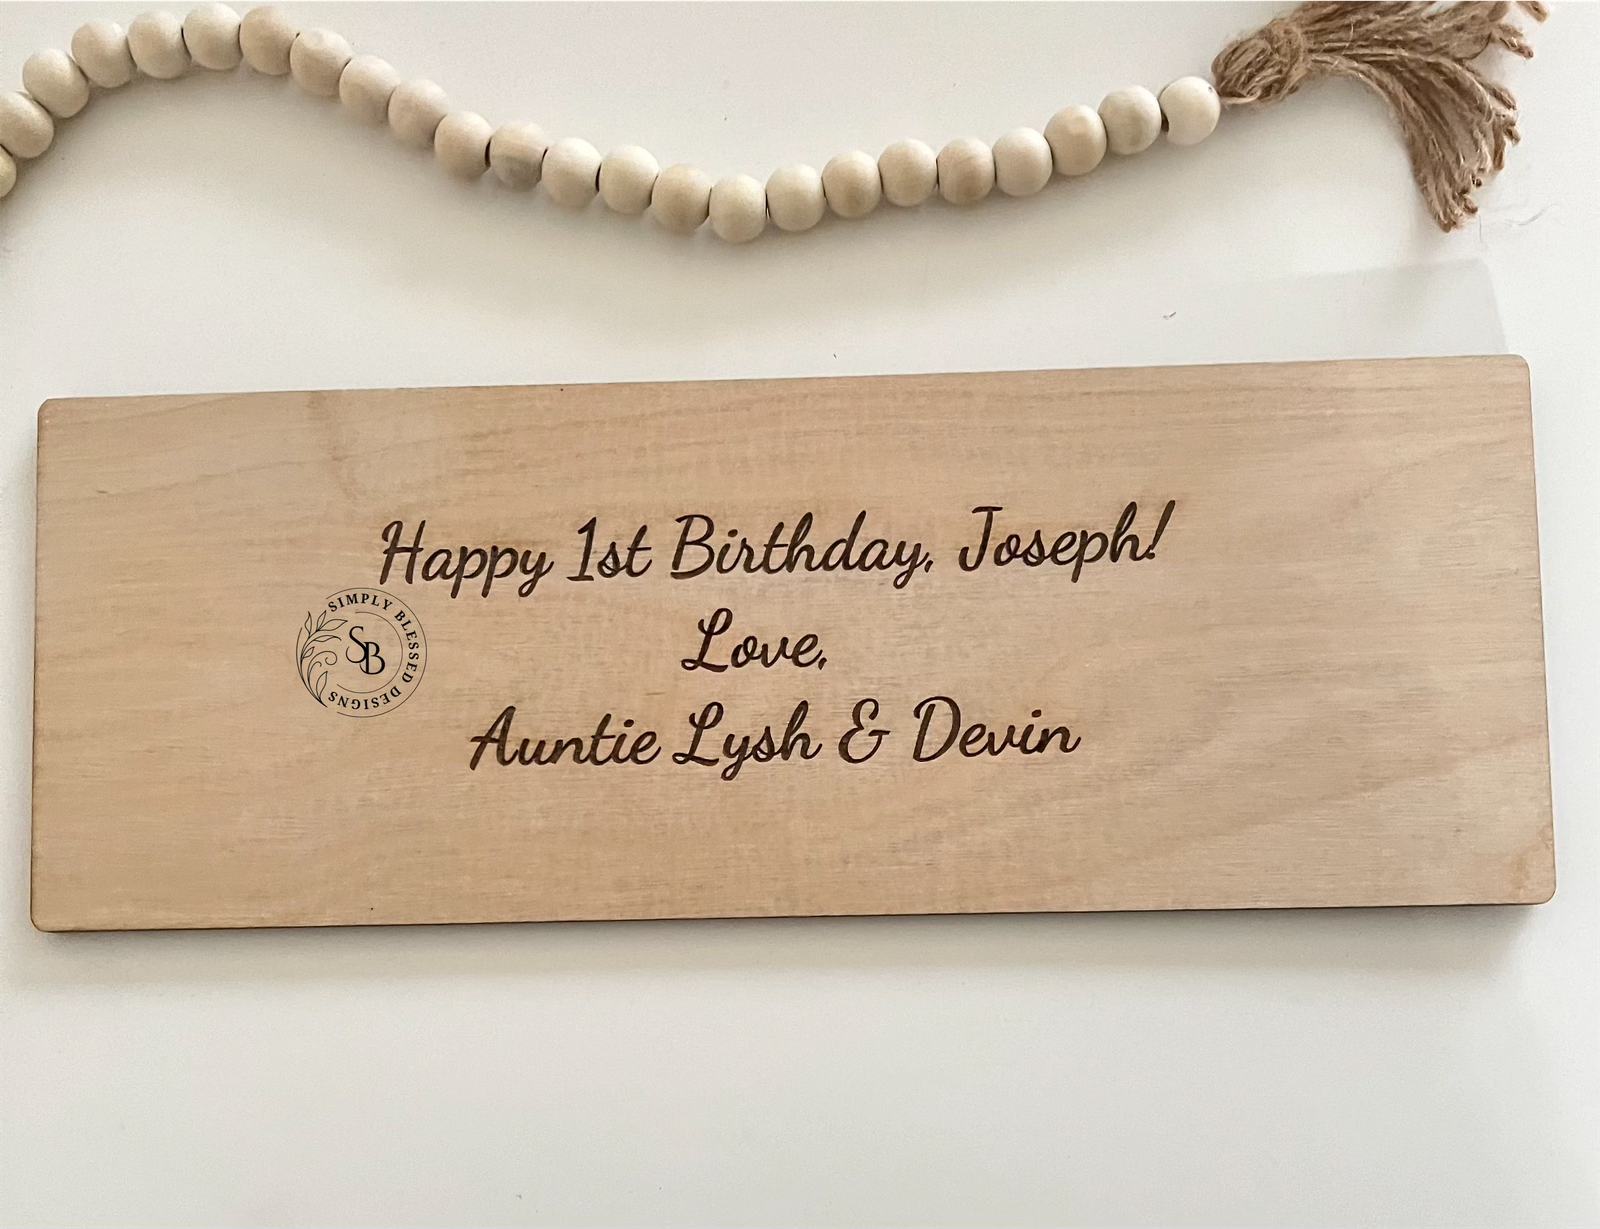 Happy 1st Birthday, Joseph!
Love,
Auntie Lysh & Devin
SIMPLY BLESSED DESIGNS
SB